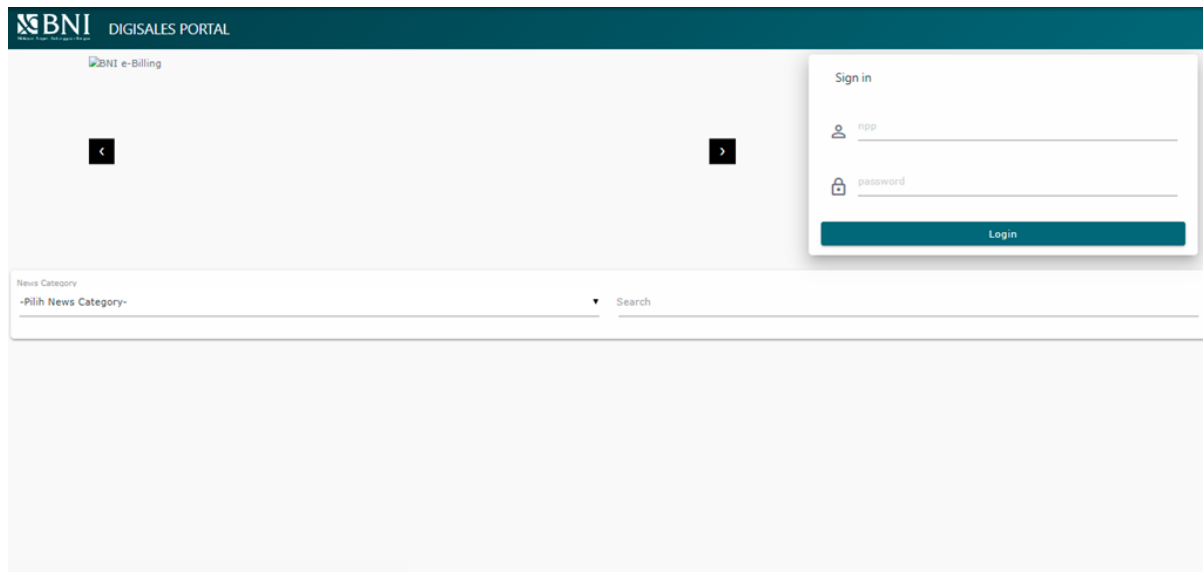 BNI
DIGISALES PORTAL
BNI e-Billing
Sign in
npp
password
Login
News Category
-Pilih News Category-
Search